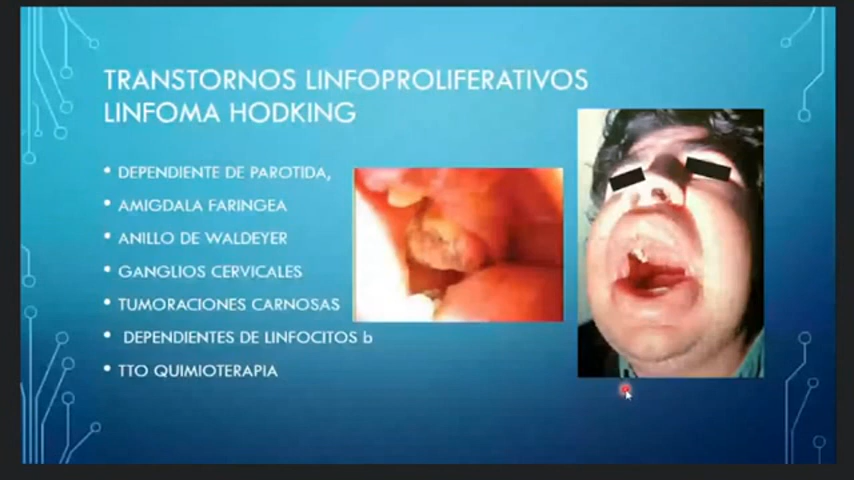 TRANSTORNOS LINFOPROLIFERATIVOS
LINFOMA HODKING
• DEPENDIENTE DE PAROTIDA,
• AMIGDALA FARINGEA
• ANILLO DE WALDEYER
• GANGLIOS CERVICALES
• TUMORACIONES CARNOSAS
• DEPENDIENTES DE LINFOCITOS b
• TTO QUIMIOTERAPIA